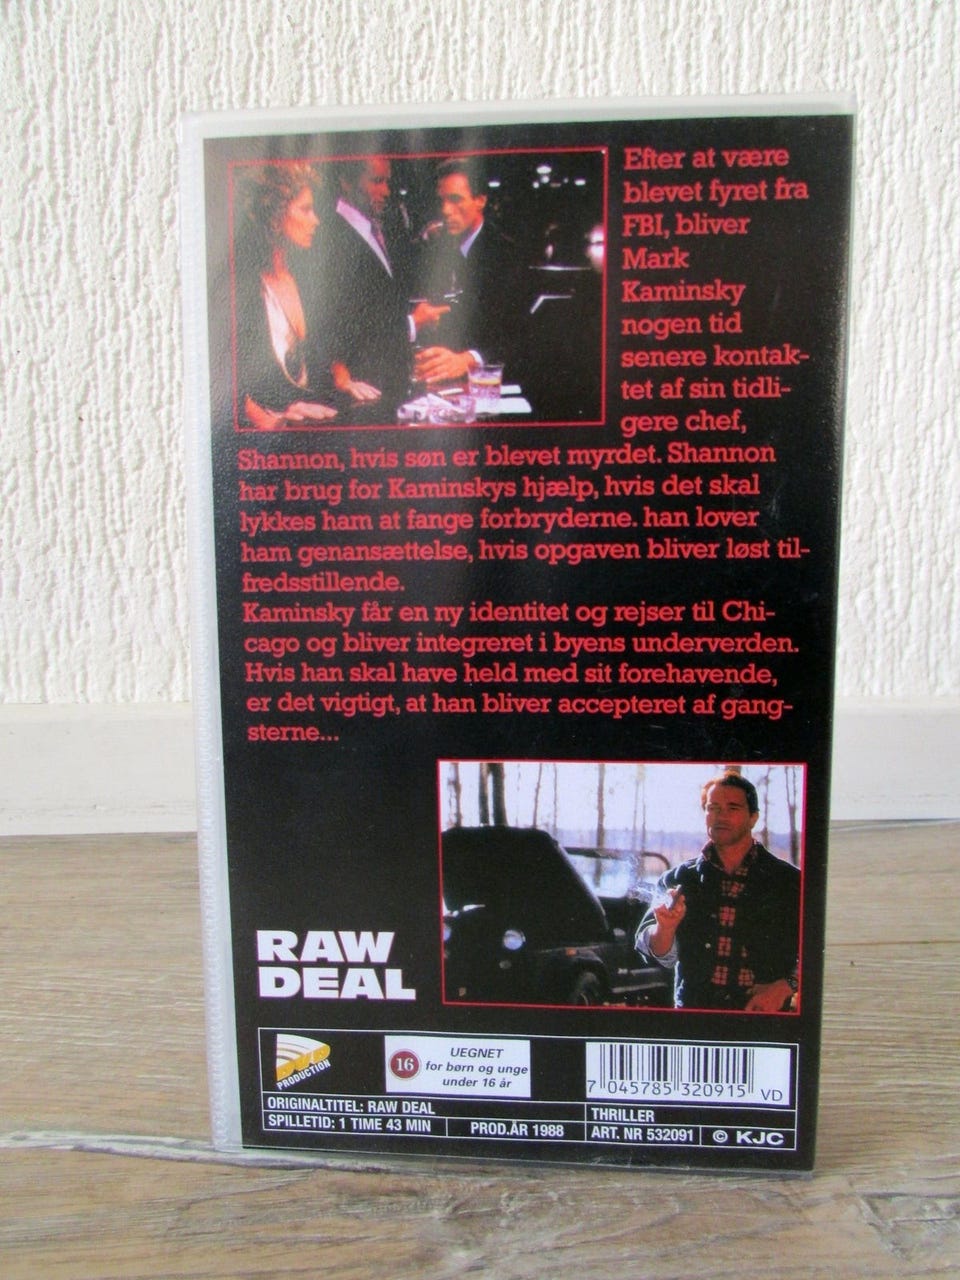 Efter at være
blevet fyret fra
FBI, bliver
Mark
Kaminsky
nogen tid
senere kontak-
tet af sin tidli-
gere chef,
Shannon, hvis søn er blevet myrdet. Shannon
har brug for Kaminskys hjælp, hvis det skal
lykkes ham at fange forbryderne. han lover
ham genansættelse, hvis opgaven bliver løst til-
fredsstillende.
Kaminsky får en ny identitet og rejser til Chi-
cago og bliver integreret i byens underverden.
Hvis han skal have held med sit forehavende,
er det vigtigt, at han bliver accepteret af gang-
sterne...
RAW
DEAL
DVD
PRODUCTION
16
UEGNET
for børn og unge
under 16 år
7 045785 320915 VD
ORIGINALTITEL: RAW DEAL
THRILLER
SPILLETID: 1 TIME 43 MIN
PROD.ÅR 1988
ART. NR 532091
© KJC